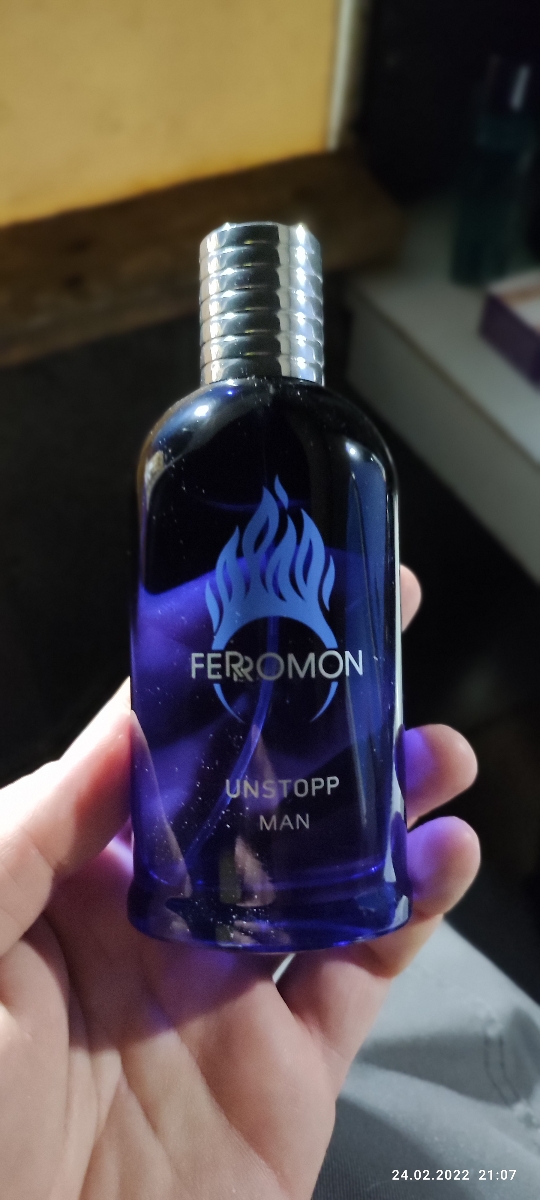 FERROMON
UNSTOPP
MAN
24.02.2022 21:07